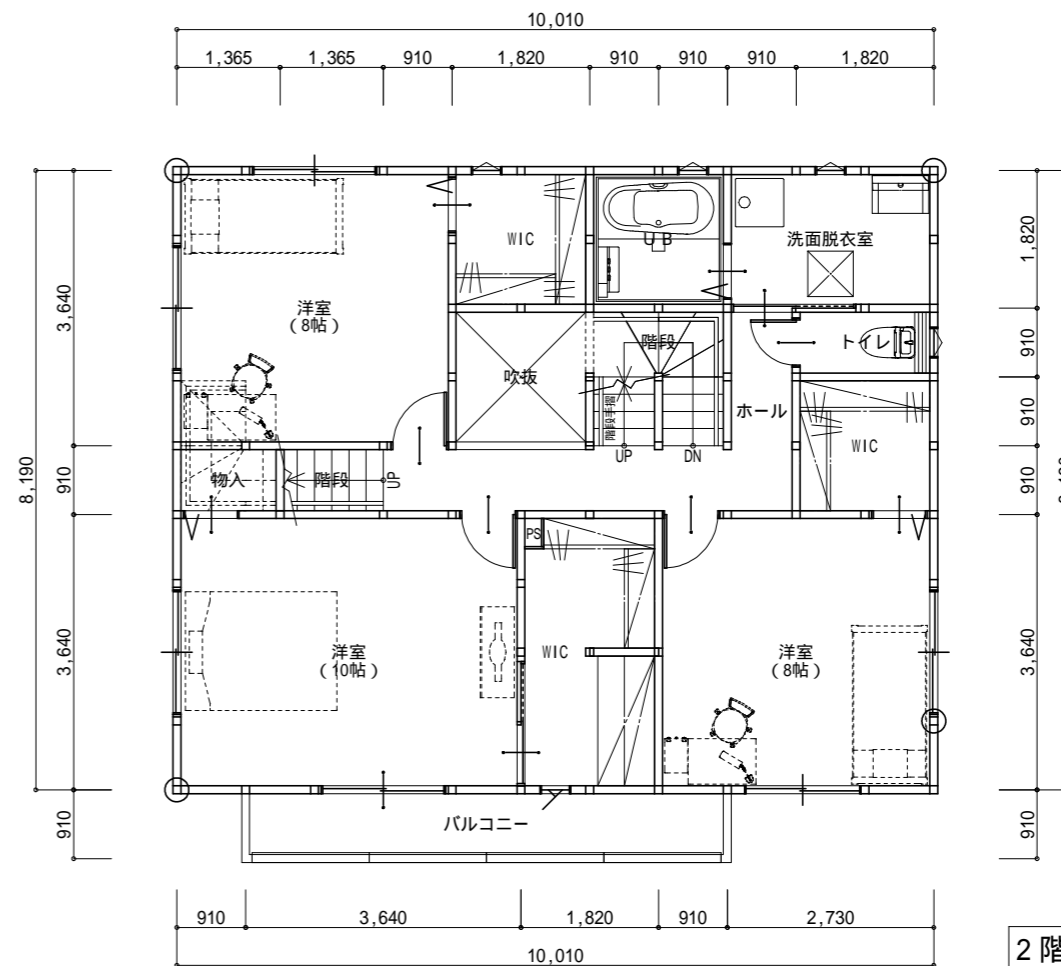 10,010
1,365
1,365
910
1,820
910
910
910
1,820
8,190
3,640
910
3,640
910
1,820
910
910
910
3,640
910
WIC
UB
洗面脱衣室
洋室
(8帖)
吹抜
階段
階段手摺
トイレ
ホール
WIC
物入
階段
UP
UP
DN
PS
洋室
(10帖)
WIC
洋室
(8帖)
バルコニー
910
3,640
1,820
910
2,730
10,010
2階